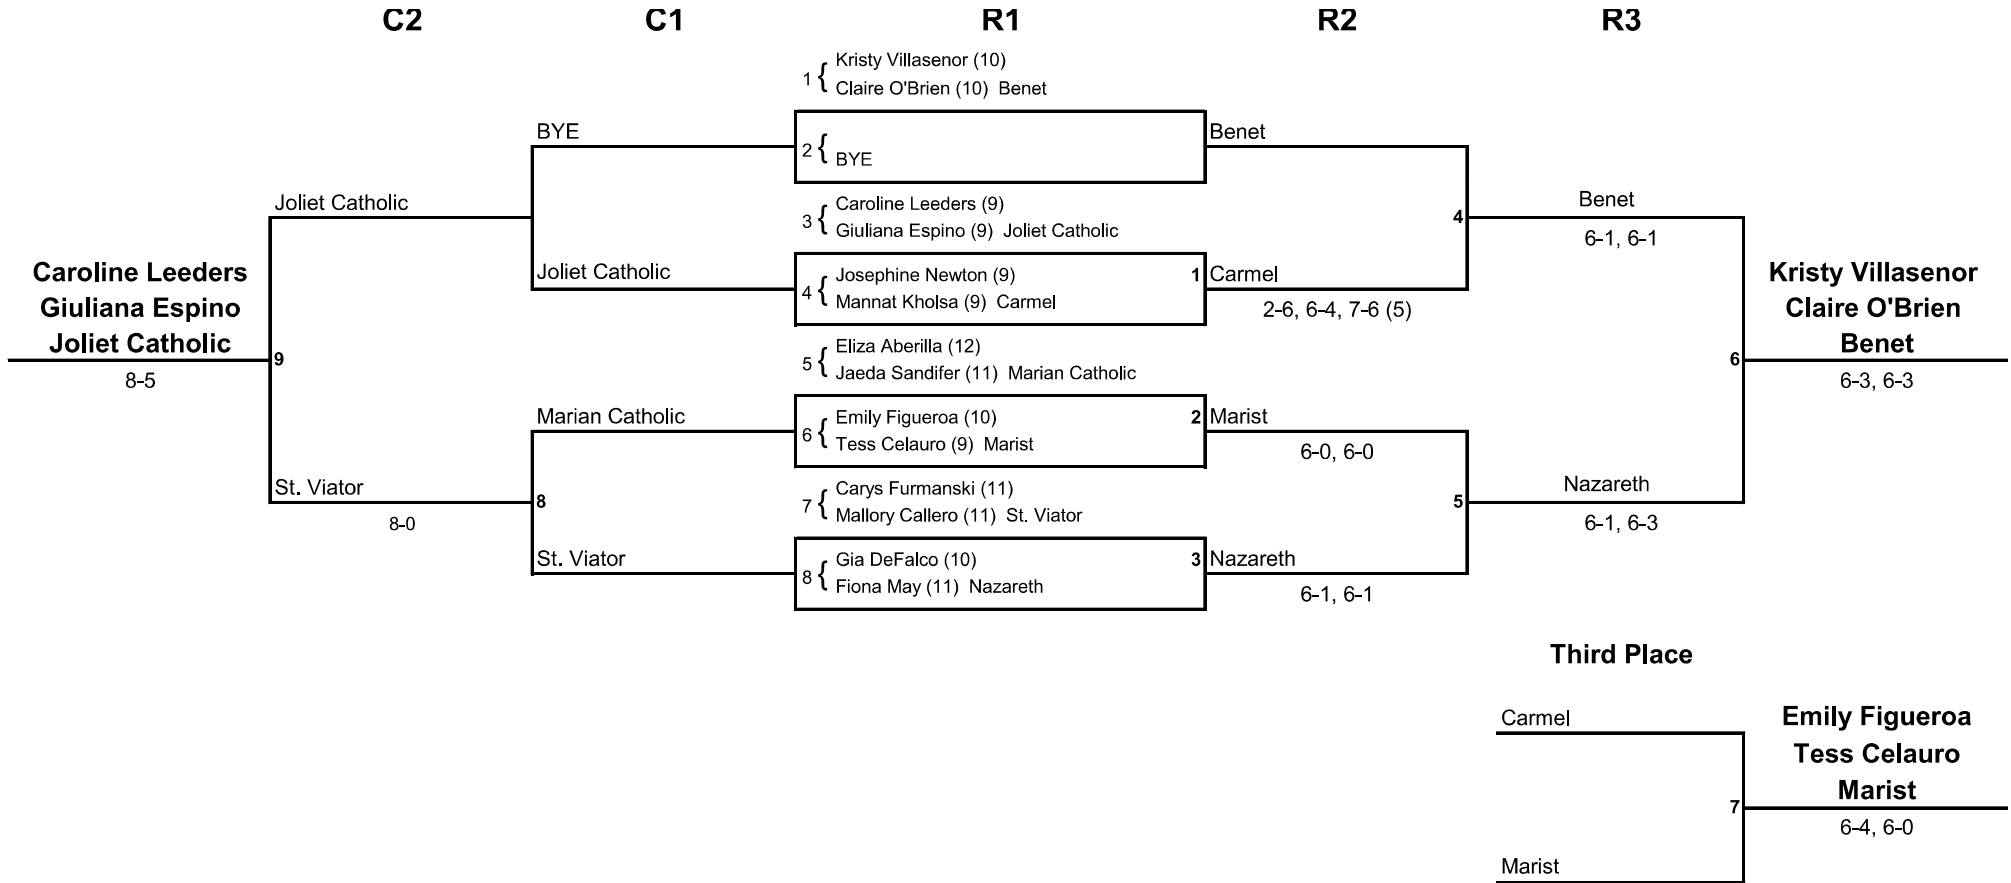 C2 C1 R1 R2 R3
Kristy Villasenor (10)
1 { Claire O'Brien (10) Benet
BYE
Benet
2 { BYE
Joliet Catholic
Caroline Leeders (9)
3 { Giuliana Espino (9) Joliet Catholic
4
Benet
6-1, 6-1
Caroline Leeders
Giuliana Espino
Joliet Catholic
9
8-5
Joliet Catholic
Josephine Newton (9)
4 { Mannat Kholsa (9) Carmel
1 Carmel
2-6, 6-4, 7-6 (5)
Kristy Villasenor
Claire O'Brien
Benet
6
6-3, 6-3
Eliza Aberilla (12)
5 { Jaeda Sandifer (11) Marian Catholic
Marian Catholic
Emily Figueroa (10)
6 { Tess Celauro (9) Marist
2 Marist
6-0, 6-0
St. Viator
8-0
8
Carys Furmanski (11)
7 { Mallory Callero (11) St. Viator
5
Nazareth
6-1, 6-3
St. Viator
Gia DeFalco (10)
8 { Fiona May (11) Nazareth
3 Nazareth
6-1, 6-1
Third Place
Carmel
Emily Figueroa
Tess Celauro
Marist
7
6-4, 6-0
Marist